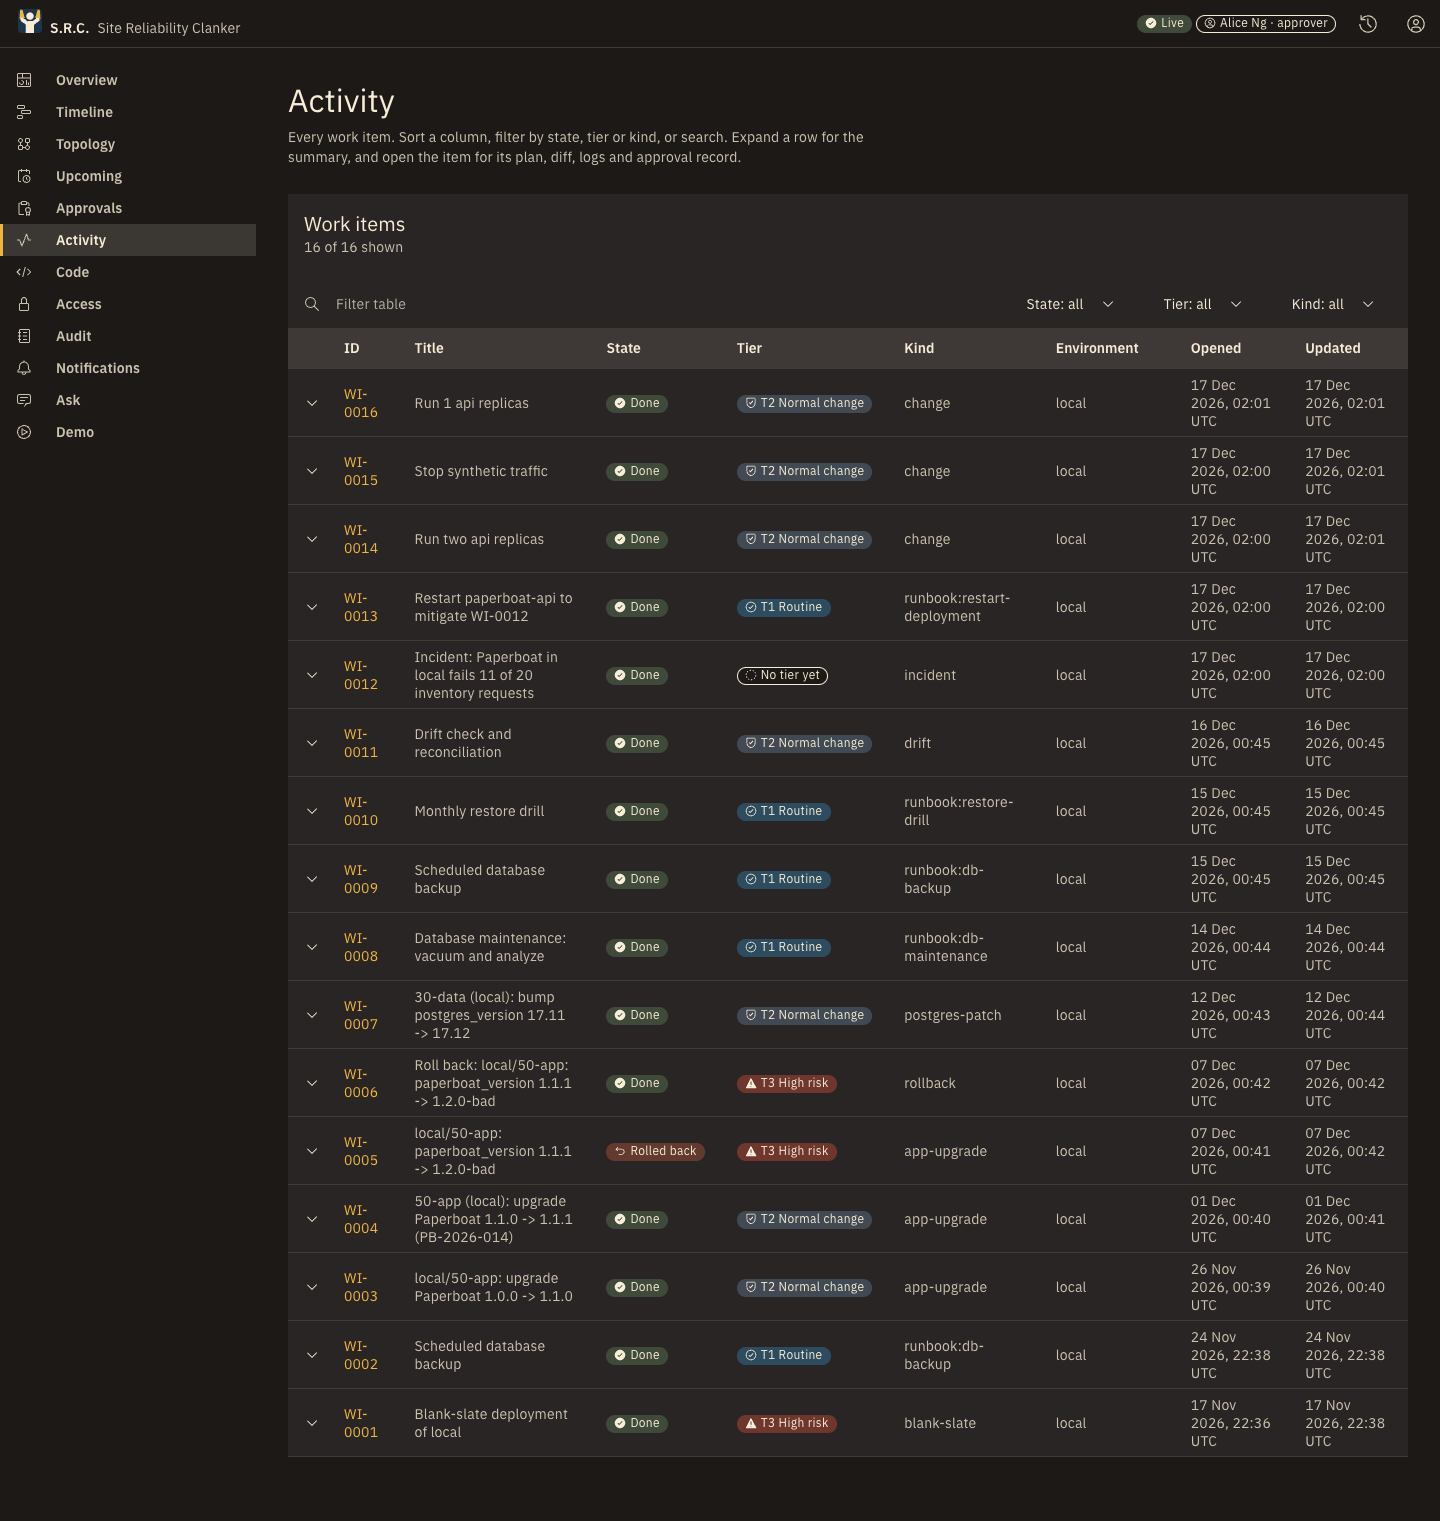 S.R.C. Site Reliability Clanker
Live
Alice Ng · approver
Overview
Timeline
Topology
Upcoming
Approvals
Activity
Code
Access
Audit
Notifications
Ask
Demo
Activity
Every work item. Sort a column, filter by state, tier or kind, or search. Expand a row for the
summary, and open the item for its plan, diff, logs and approval record.
Work items
16 of 16 shown
Filter table
State: all
Tier: all
Kind: all
ID Title State Tier Kind Environment Opened Updated
WI-
0016
Run 1 api replicas
Done
T2 Normal change
change
local
17 Dec
2026, 02:01
UTC
17 Dec
2026, 02:01
UTC
WI-
0015
Stop synthetic traffic
Done
T2 Normal change
change
local
17 Dec
2026, 02:00
UTC
17 Dec
2026, 02:01
UTC
WI-
0014
Run two api replicas
Done
T2 Normal change
change
local
17 Dec
2026, 02:00
UTC
17 Dec
2026, 02:01
UTC
WI-
0013
Restart paperboat-api to
mitigate WI-0012
Done
T1 Routine
runbook:restart-
deployment
local
17 Dec
2026, 02:00
UTC
17 Dec
2026, 02:00
UTC
WI-
0012
Incident: Paperboat in
local fails 11 of 20
inventory requests
Done
No tier yet
incident
local
17 Dec
2026, 02:00
UTC
17 Dec
2026, 02:00
UTC
WI-
0011
Drift check and
reconciliation
Done
T2 Normal change
drift
local
16 Dec
2026, 00:45
UTC
16 Dec
2026, 00:45
UTC
WI-
0010
Monthly restore drill
Done
T1 Routine
runbook:restore-
drill
local
15 Dec
2026, 00:45
UTC
15 Dec
2026, 00:45
UTC
WI-
0009
Scheduled database
backup
Done
T1 Routine
runbook:db-
backup
local
15 Dec
2026, 00:45
UTC
15 Dec
2026, 00:45
UTC
WI-
0008
Database maintenance:
vacuum and analyze
Done
T1 Routine
runbook:db-
maintenance
local
14 Dec
2026, 00:44
UTC
14 Dec
2026, 00:44
UTC
WI-
0007
30-data (local): bump
postgres_version 17.11
-> 17.12
Done
T2 Normal change
postgres-patch
local
12 Dec
2026, 00:43
UTC
12 Dec
2026, 00:44
UTC
WI-
0006
Roll back: local/50-app:
paperboat_version 1.1.1
-> 1.2.0-bad
Done
T3 High risk
rollback
local
07 Dec
2026, 00:42
UTC
07 Dec
2026, 00:42
UTC
WI-
0005
local/50-app:
paperboat_version 1.1.1
-> 1.2.0-bad
Rolled back
T3 High risk
app-upgrade
local
07 Dec
2026, 00:41
UTC
07 Dec
2026, 00:42
UTC
WI-
0004
50-app (local): upgrade
Paperboat 1.1.0 -> 1.1.1
(PB-2026-014)
Done
T2 Normal change
app-upgrade
local
01 Dec
2026, 00:40
UTC
01 Dec
2026, 00:41
UTC
WI-
0003
local/50-app: upgrade
Paperboat 1.0.0 -> 1.1.0
Done
T2 Normal change
app-upgrade
local
26 Nov
2026, 00:39
UTC
26 Nov
2026, 00:40
UTC
WI-
0002
Scheduled database
backup
Done
T1 Routine
runbook:db-
backup
local
24 Nov
2026, 22:38
UTC
24 Nov
2026, 22:38
UTC
WI-
0001
Blank-slate deployment
of local
Done
T3 High risk
blank-slate
local
17 Nov
2026, 22:36
UTC
17 Nov
2026, 22:38
UTC